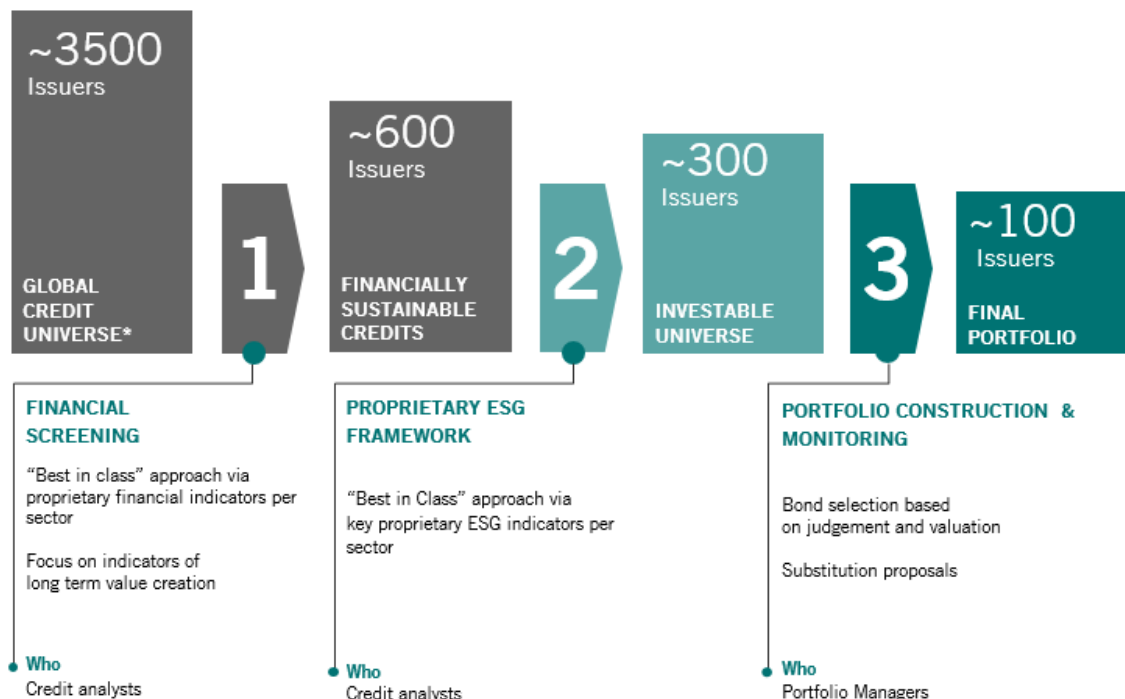 ~3500
Issuers
GLOBAL
CREDIT
UNIVERSE*
1
~600
Issuers
FINANCIALLY
SUSTAINABLE
CREDITS
2
~300
Issuers
INVESTABLE
UNIVERSE
3
~100
Issuers
FINAL
PORTFOLIO
FINANCIAL
SCREENING
“Best in class” approach via
proprietary financial indicators per
sector
Focus on indicators of
long term value creation
Who
Credit analysts
PROPRIETARY ESG
FRAMEWORK
“Best in Class” approach via
key proprietary ESG indicators per
sector
Who
Credit analysts
PORTFOLIO CONSTRUCTION &
MONITORING
Bond selection based
on judgement and valuation
Substitution proposals
Who
Portfolio Managers